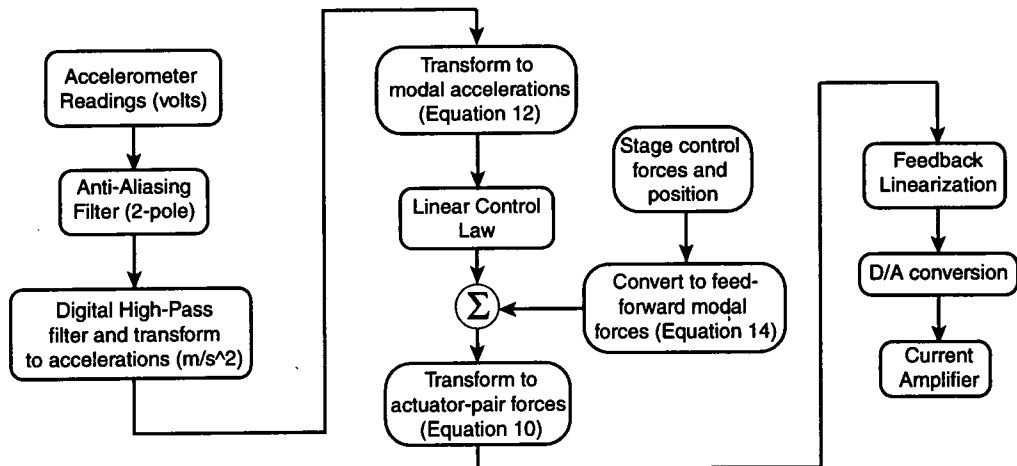 Accelerometer
Readings (volts)
Anti-Aliasing
Filter (2-pole)
Digital High-Pass
filter and transform
to accelerations (m/s^2)
Transform to
modal accelerations
(Equation 12)
Linear Control
Law
Σ
Transform to
actuator-pair forces
(Equation 10)
Stage control
forces and
position
Convert to feed-
forward modal
forces (Equation 14)
Feedback
Linearization
D/A conversion
Current
Amplifier